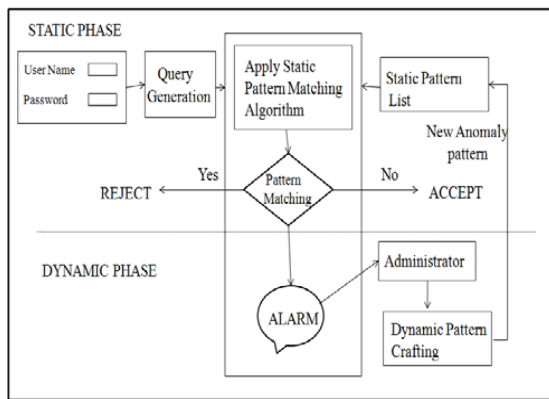 STATIC PHASE
User Name
Password
Query
Generation
Apply Static
Pattern Matching
Algorithm
Static Pattern
List
New Anomaly
pattern
Yes
Pattern
Matching
No
REJECT
ACCEPT
DYNAMIC PHASE
ALARM
Administrator
Dynamic Pattern
Crafting